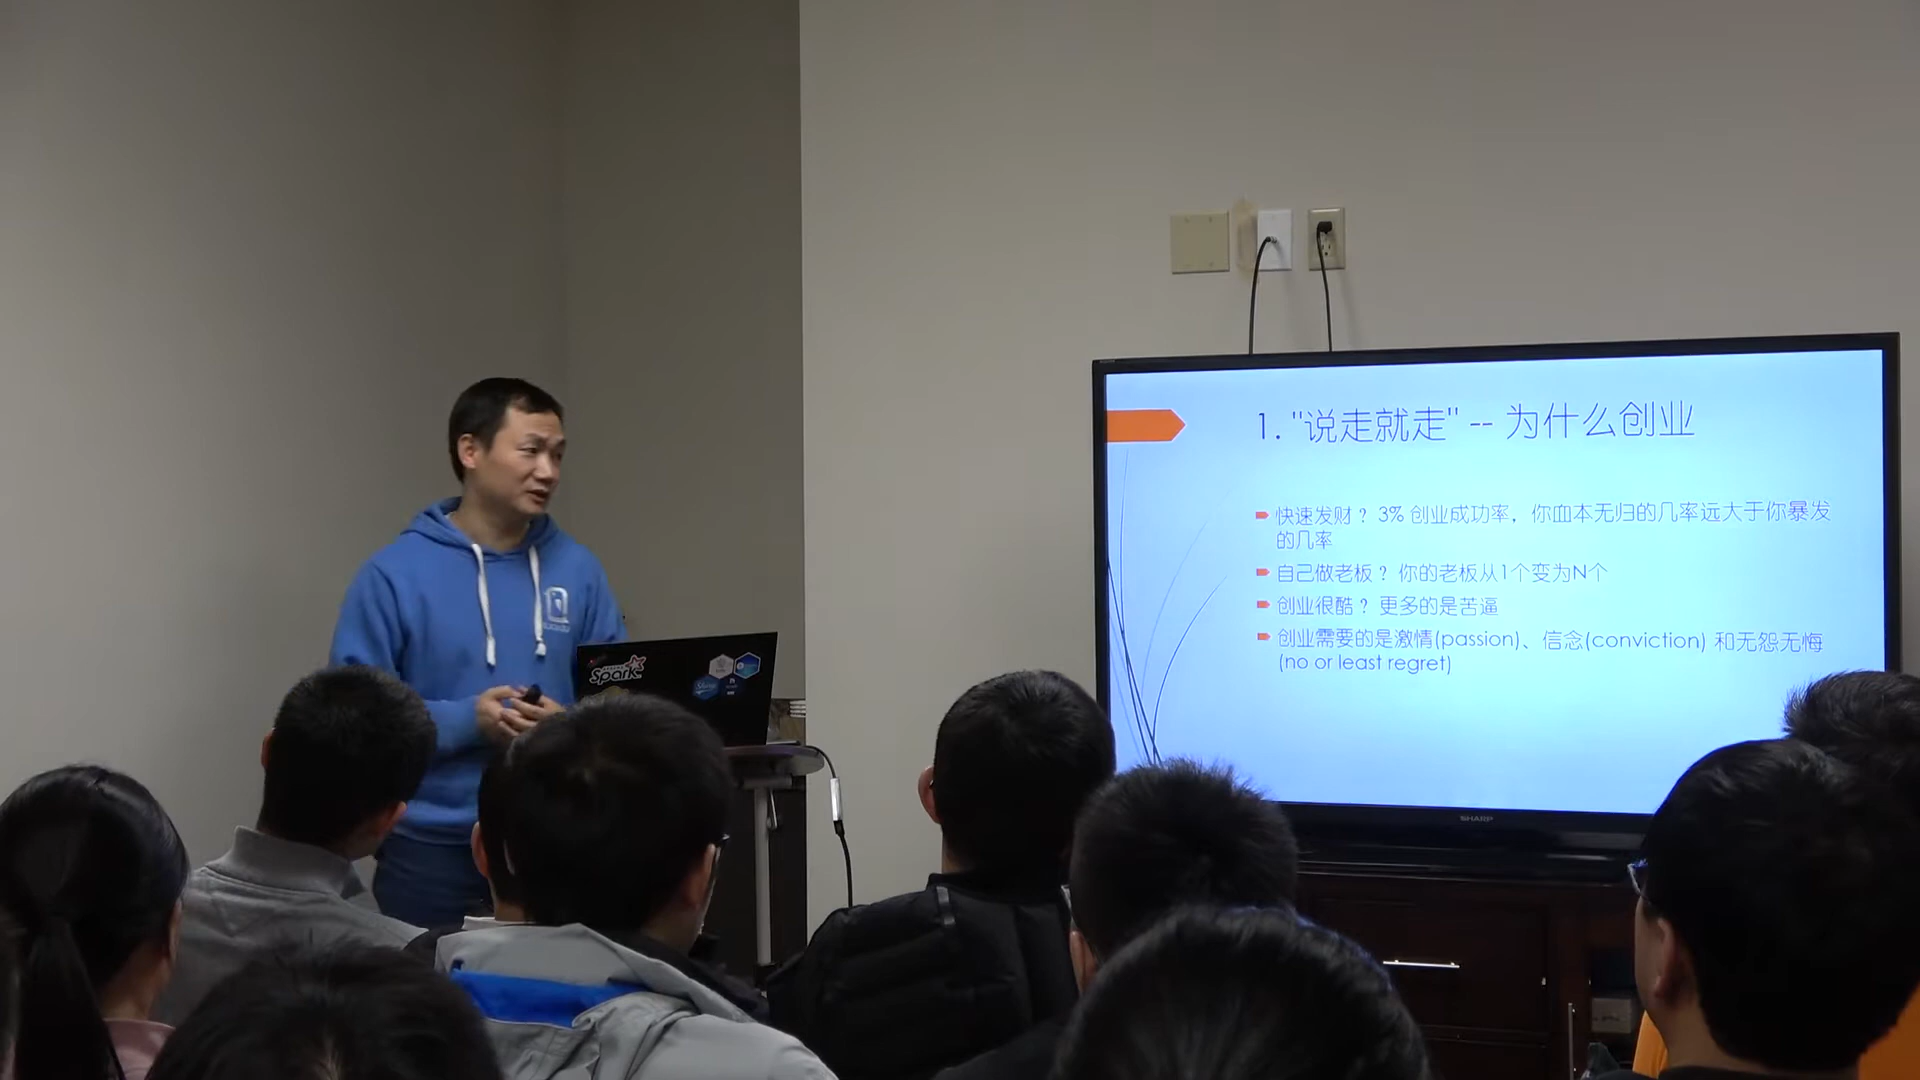 1. "说走就走" -- 为什么创业
快速发财？ 3% 创业成功率，你血本无归的几率远大于你暴发
的几率
自己做老板？ 你的老板从1个变为N个
创业很酷？ 更多的是苦逼
创业需要的是激情(passion)、信念(conviction) 和无怨无悔
(no or least regret)
SHARP
Spark